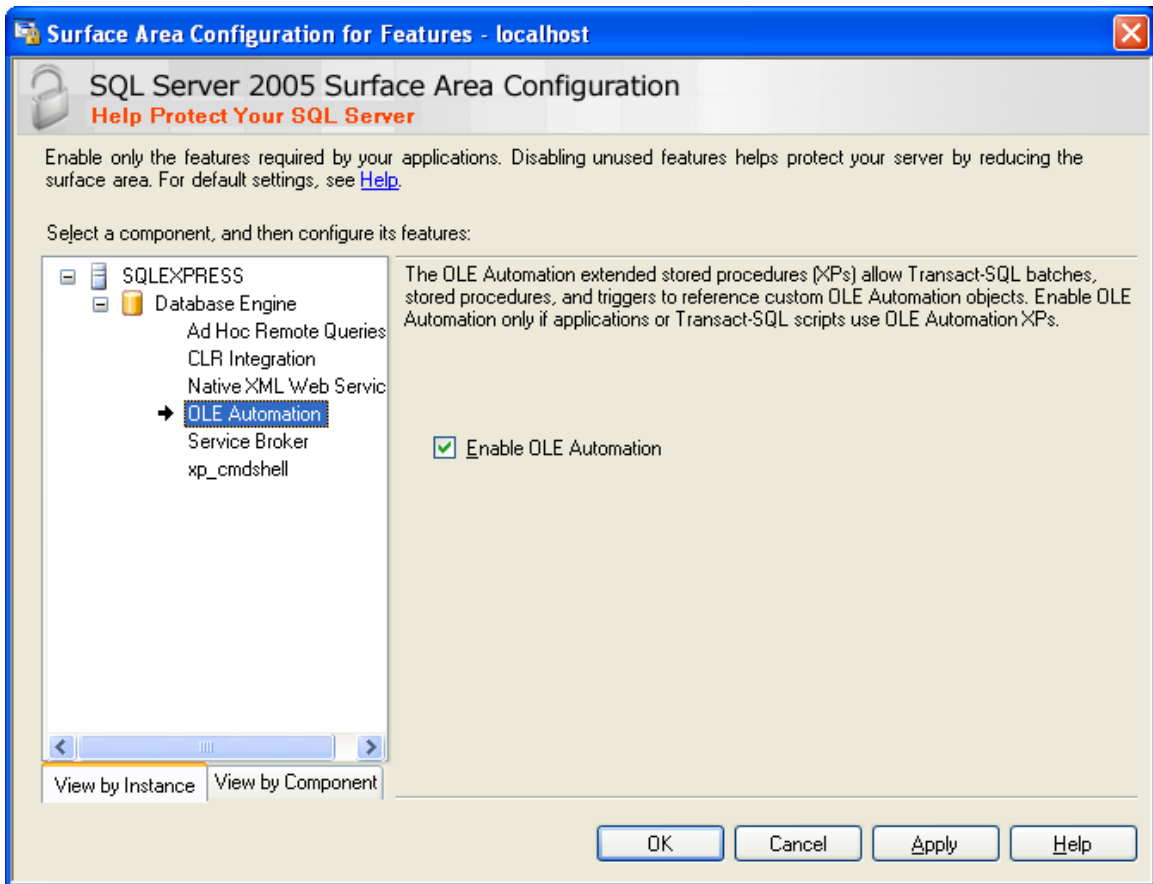 Surface Area Configuration for Features - localhost
SQL Server 2005 Surface Area Configuration
Help Protect Your SQL Server
Enable only the features required by your applications. Disabling unused features helps protect your server by reducing the
surface area. For default settings, see Help.
Select a component, and then configure its features:
SQLEXPRESS
Database Engine
Ad Hoc Remote Queries
CLR Integration
Native XML Web Servic
OLE Automation
Service Broker
xp_cmdshell
The OLE Automation extended stored procedures (XPs) allow Transact-SQL batches,
stored procedures, and triggers to reference custom OLE Automation objects. Enable OLE
Automation only if applications or Transact-SQL scripts use OLE Automation XPs.
Enable OLE Automation
View by Instance
View by Component
OK
Cancel
Apply
Help